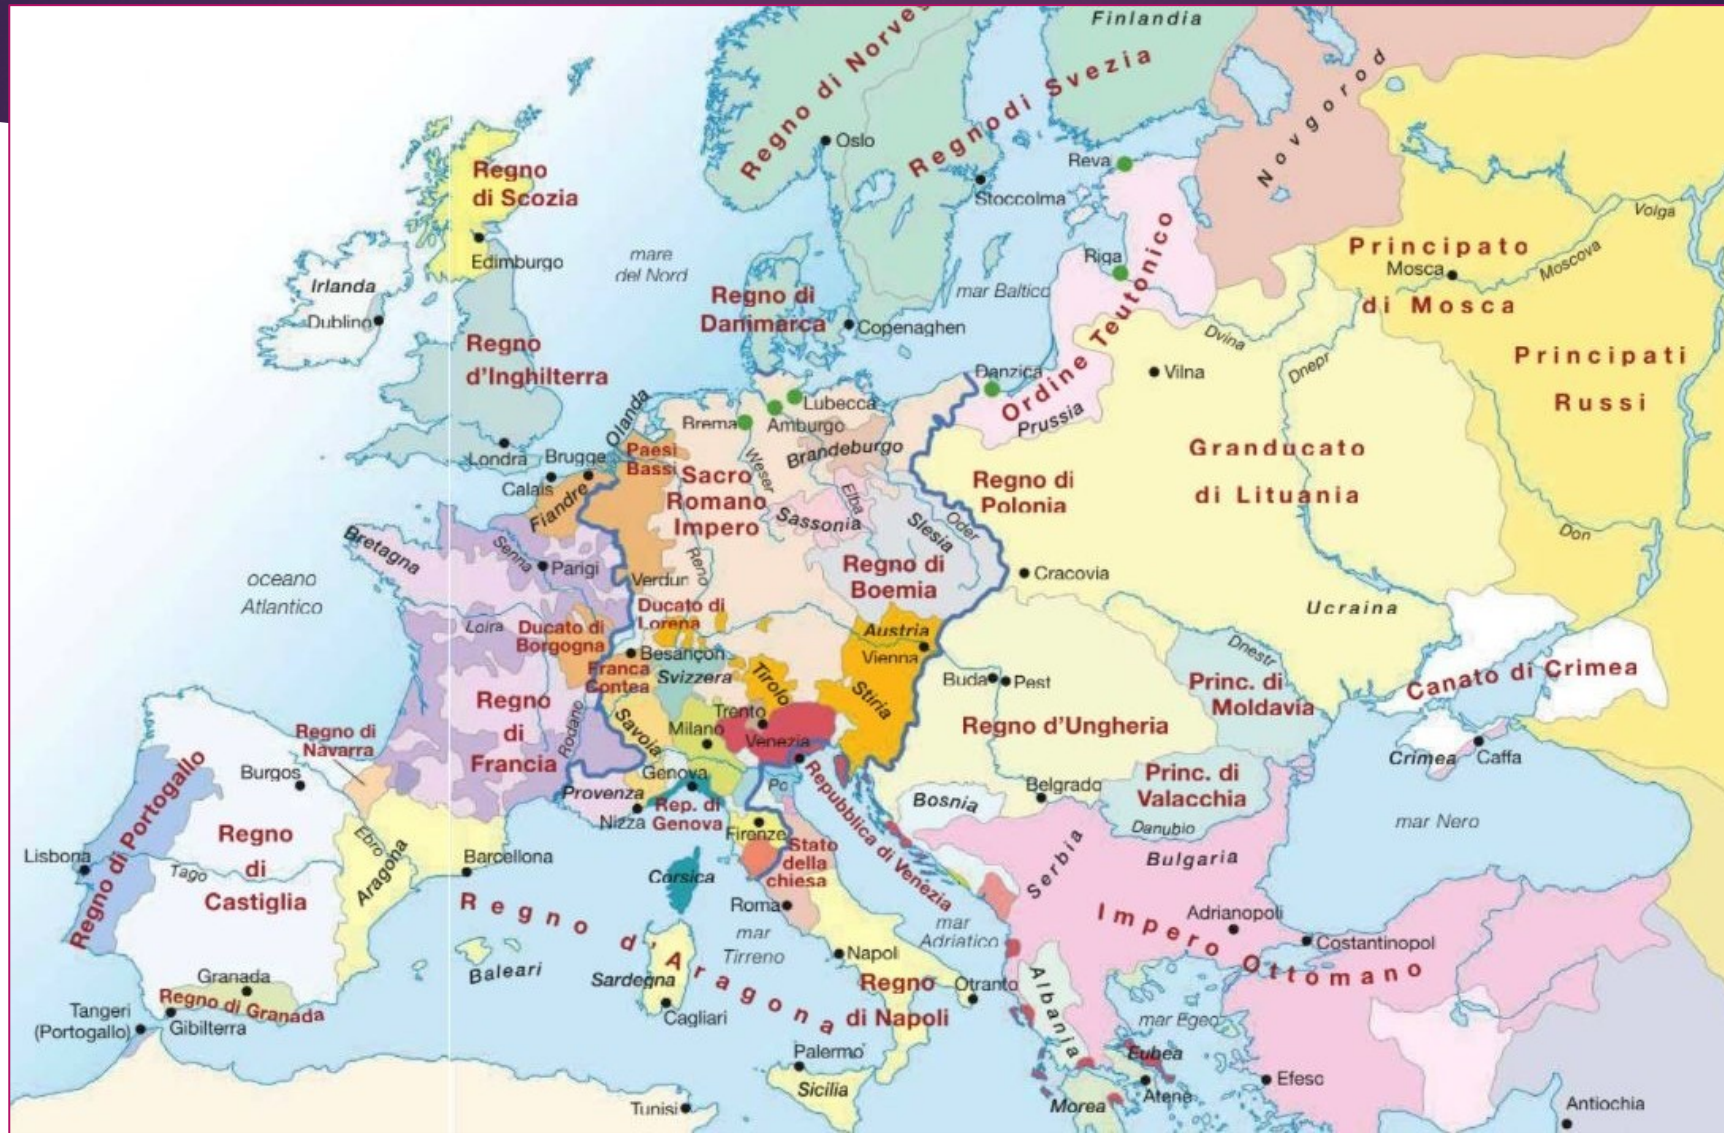 Finlandia
Regno di Norveg
Regnodi Svezia
Novgorod
Oslo
Stoccolma
Reva
Riga
Volga
Moscova
Principato
di Mosca
Mosca
Principati
Russi
Regno
di Scozia
Edimburgo
mare
del Nord
mar Baltico
Irlanda
Dublino
Regno
d'Inghilterra
Londra
Regno di
Danimarca
Copenaghen
Ordine Teutonico
Danzica
Prussia
Dvina
Dnepr
Vilna
Granducato
di Lituania
Don
Ucraina
Regno di
Polonia
Cracovia
Olanda
Brema
Lubecca
Amburgo
Brandeburgo
Paesi
Bassi
Brugge
Calais
Fiandre
Sacro
Romano
Impero
Weser
Elba
Sassonia
Slesia
Oder
Regno di
Boemia
Reno
Verdun
Bretagna
Senna
Parigi
oceano
Atlantico
Loira
Ducato di
Borgogna
Ducato di
Lorena
Besançon
Franca
Contea
Svizzera
Austria
Vienna
Tirolo
Stiria
Buda
Pest
Regno d'Ungheria
Dnestr
Princ. di
Moldavia
Canato di Crimea
Crimea
Caffa
Regno
di
Francia
Rodano
Savoia
Milano
Trento
Venezia
Genova
Po
Provenza
Nizza
Rep. di
Genova
Firenze
Repubblica di Venezia
Stato
della
chiesa
Roma
Corsica
Bosnia
Belgrado
Princ. di
Valacchia
Danubio
Serbia
Bulgaria
mar Nero
Regno di
Navarra
Burgos
Regno di Portogallo
Lisbona
Tago
Regno
di
Castiglia
Ebro
Aragona
Barcellona
Regno d'Aragona
Baleari
Granada
Regno di Granada
Tangeri
(Portogallo)
Gibilterra
mar
Tirreno
mar
Adriatico
Sardegna
Cagliari
Napoli
Regno
di Napoli
Otranto
Palermo
Sicilia
Tunisi
Albania
Impero Ottomano
Adrianopoli
Costantinopol
mar Egeo
Eubea
Atene
Morea
Efeso
Antiochia